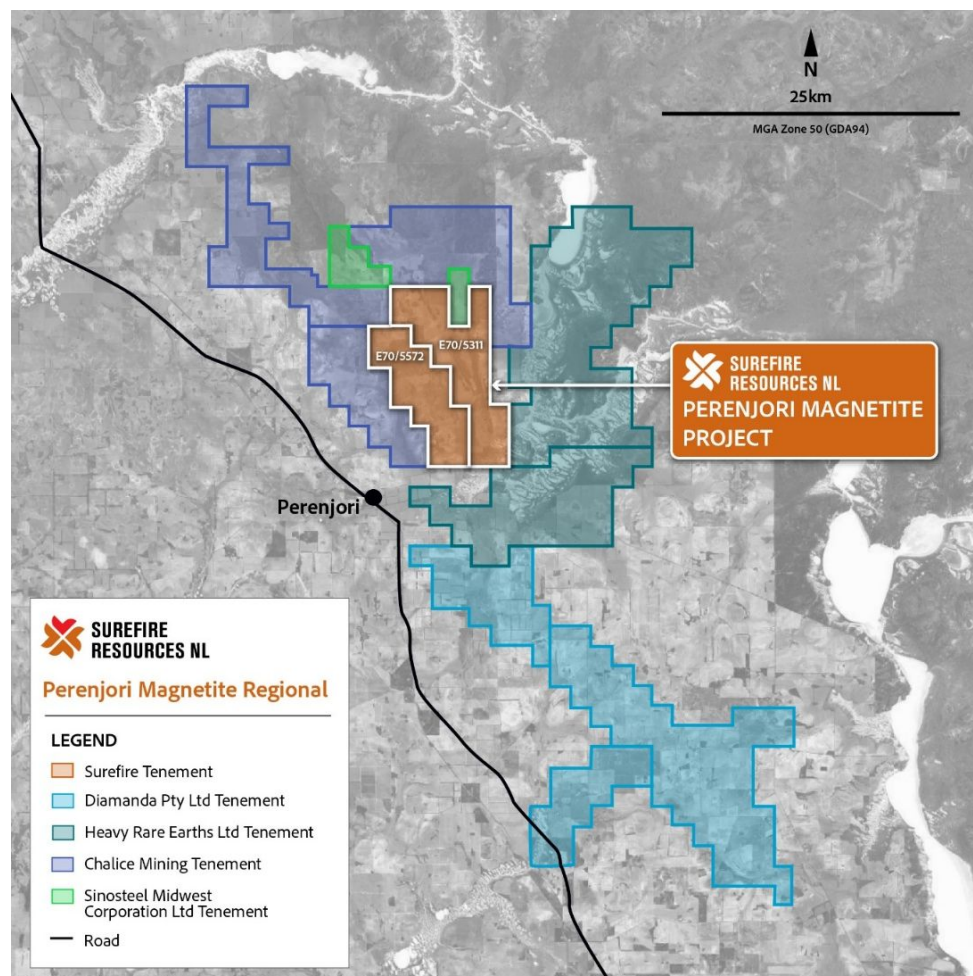 N
25km
MGA Zone 50 (GDA94)
E70/5311
E70/5572
SUREFIRE
RESOURCES NL
PERENJORI MAGNETITE
PROJECT
Perenjori
SUREFIRE
RESOURCES NL
Perenjori Magnetite Regional
LEGEND
Surefire Tenement
Diamanda Pty Ltd Tenement
Heavy Rare Earths Ltd Tenement
Chalice Mining Tenement
Sinosteel Midwest
Corporation Ltd Tenement
Road